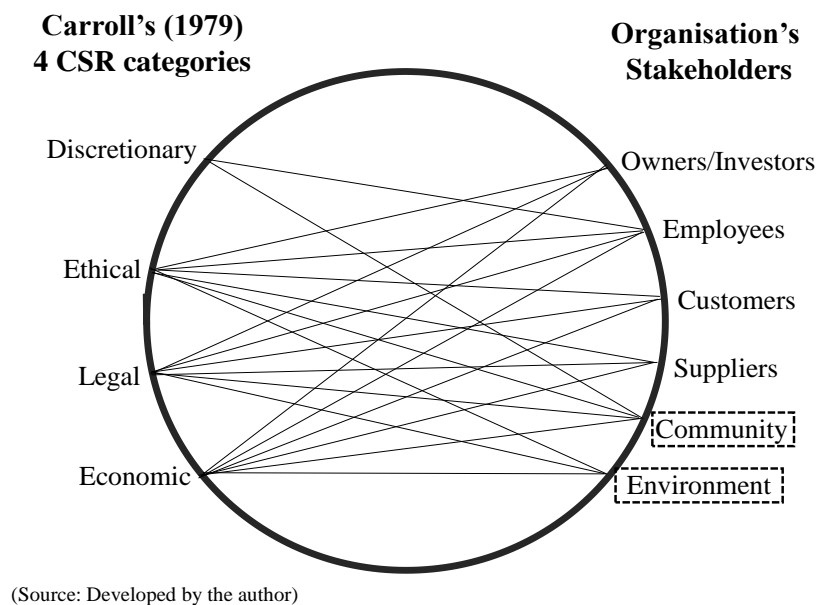 Carroll's (1979)
4 CSR categories
Organisation's
Stakeholders
Discretionary
Ethical
Legal
Economic
Owners/Investors
Employees
Customers
Suppliers
Community
Environment
(Source: Developed by the author)